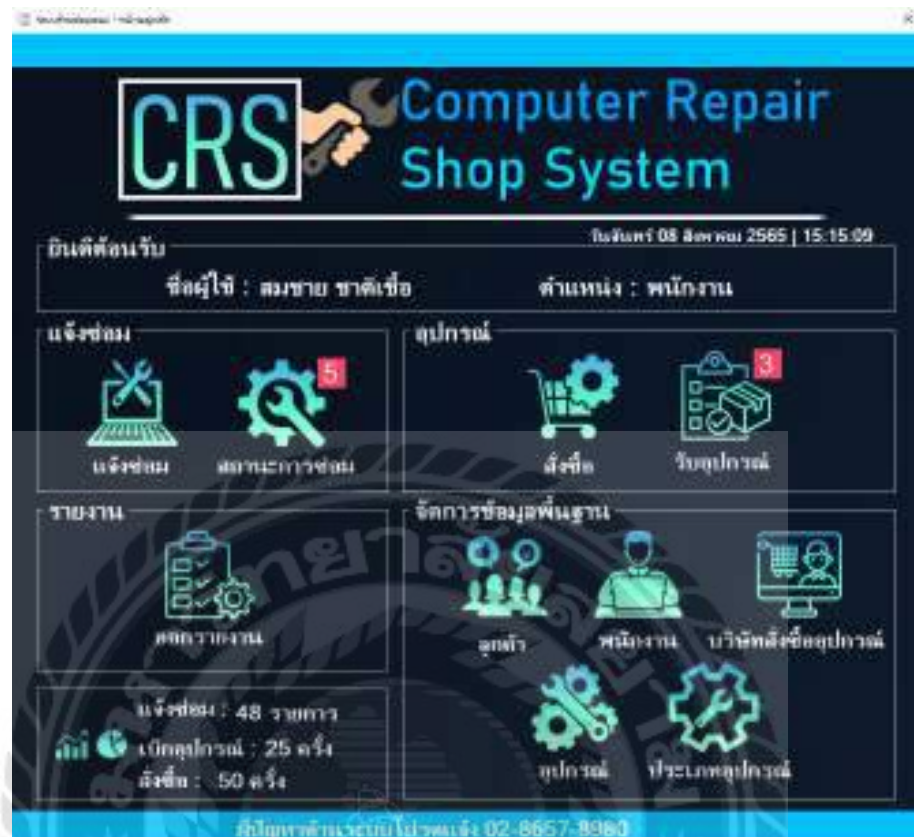 CRS
Computer Repair
Shop System
วันจันทร์ 08 สิงหาคม 2565 | 15:15:09
ยินดีต้อนรับ
ชื่อผู้ใช้ : สมชาย ชาติเชื้อ ตำแหน่ง : พนักงาน
แจ้งซ่อม อุปกรณ์
5 3
แจ้งซ่อม สถานะการซ่อม สั่งซื้อ รับอุปกรณ์
รายงาน จัดการข้อมูลพื้นฐาน
ออกรายงาน ลูกค้า พนักงาน บริษัทสั่งซื้ออุปกรณ์
แจ้งซ่อม : 48 รายการ
เบิกอุปกรณ์ : 25 ครั้ง
สั่งซื้อ : 50 ครั้ง
อุปกรณ์ ประเภทอุปกรณ์
มีปัญหาด้านระบบโปรดแจ้ง 02-8657-8980